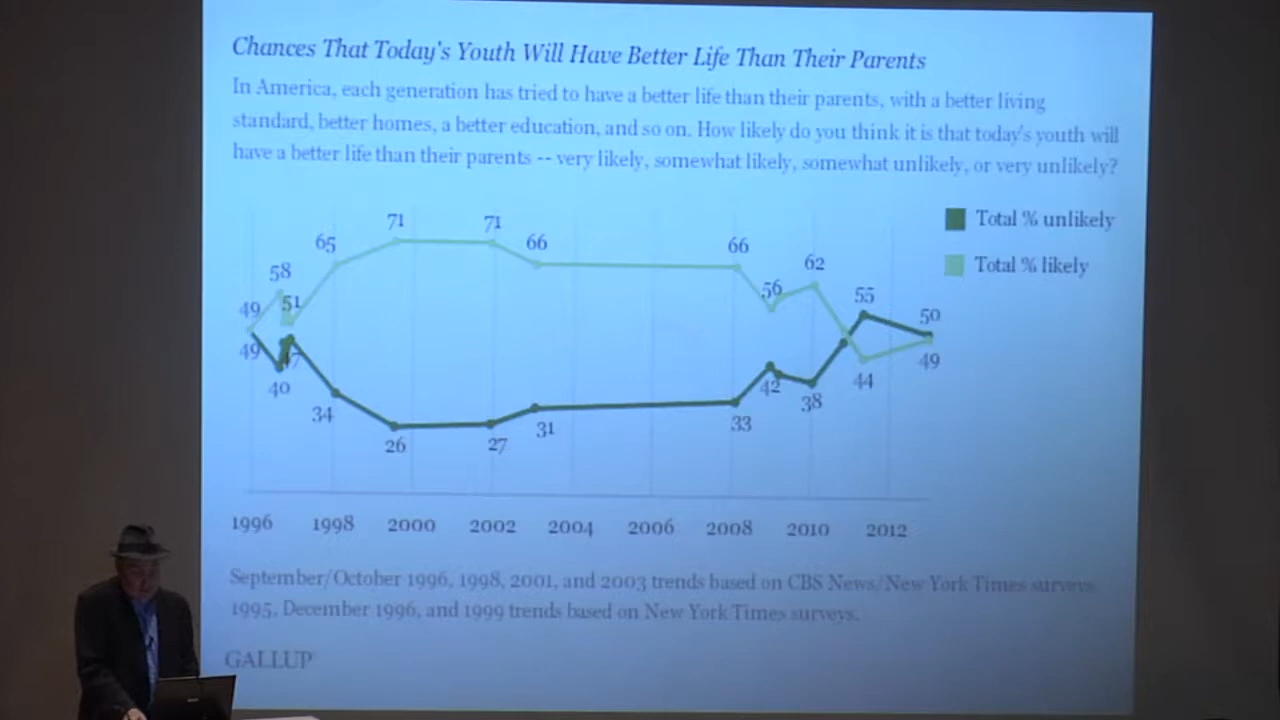 Chances That Today's Youth Will Have Better Life Than Their Parents
In America, each generation has tried to have a better life than their parents, with a better living
standard, better homes, a better education, and so on. How likely do you think it is that today's youth will
have a better life than their parents -- very likely, somewhat likely, somewhat unlikely, or very unlikely?
Total % unlikely
Total % likely
71 71
65 66 66
58 62
49 51 56 55
50
49 47 49
40 42 44
34 38
26 27 31 33
1996 1998 2000 2002 2004 2006 2008 2010 2012
September/October 1996, 1998, 2001, and 2003 trends based on CBS News/New York Times surveys.
1995, December 1996, and 1999 trends based on New York Times surveys.
GALLUP